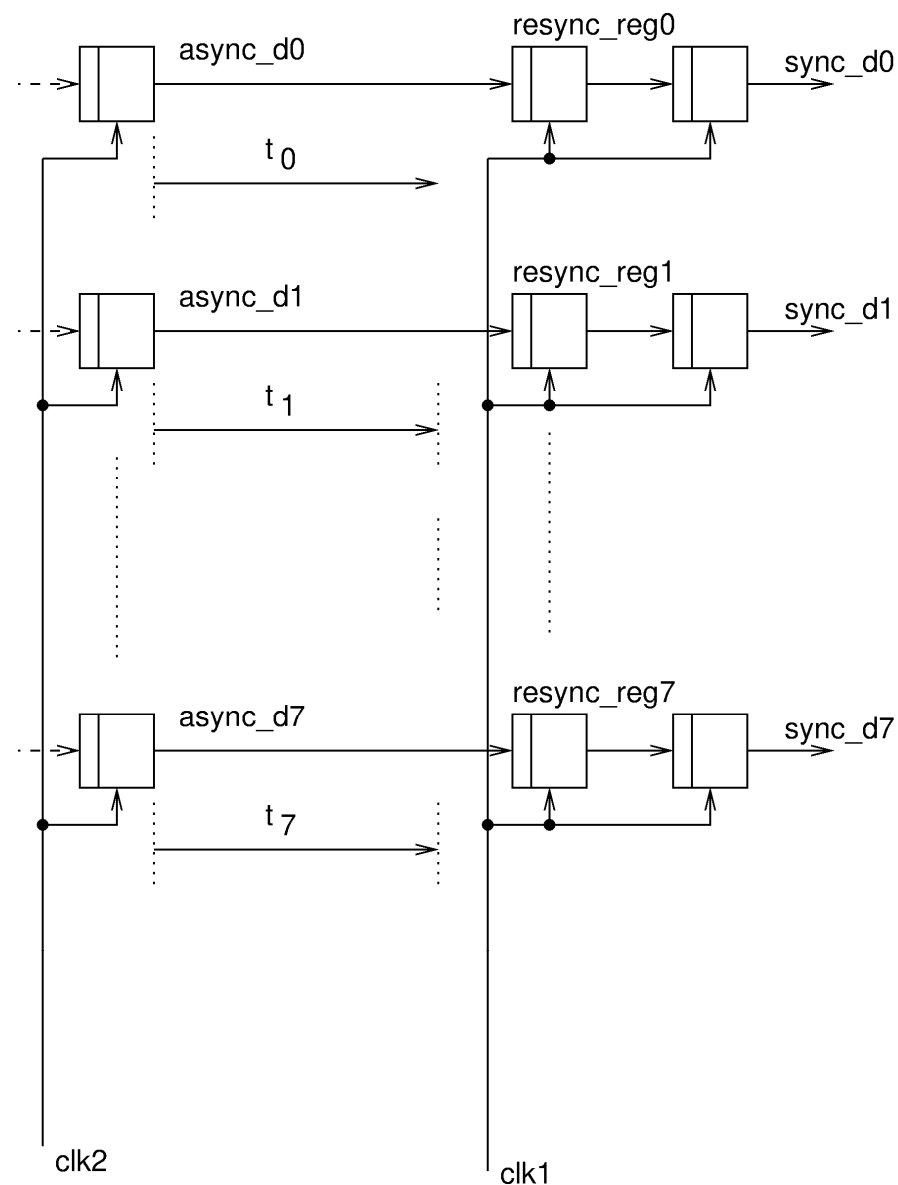 resync_reg0
async_d0
sync_d0
t 0
resync_reg1
async_d1
sync_d1
t 1
resync_reg7
async_d7
sync_d7
t 7
clk2
clk1